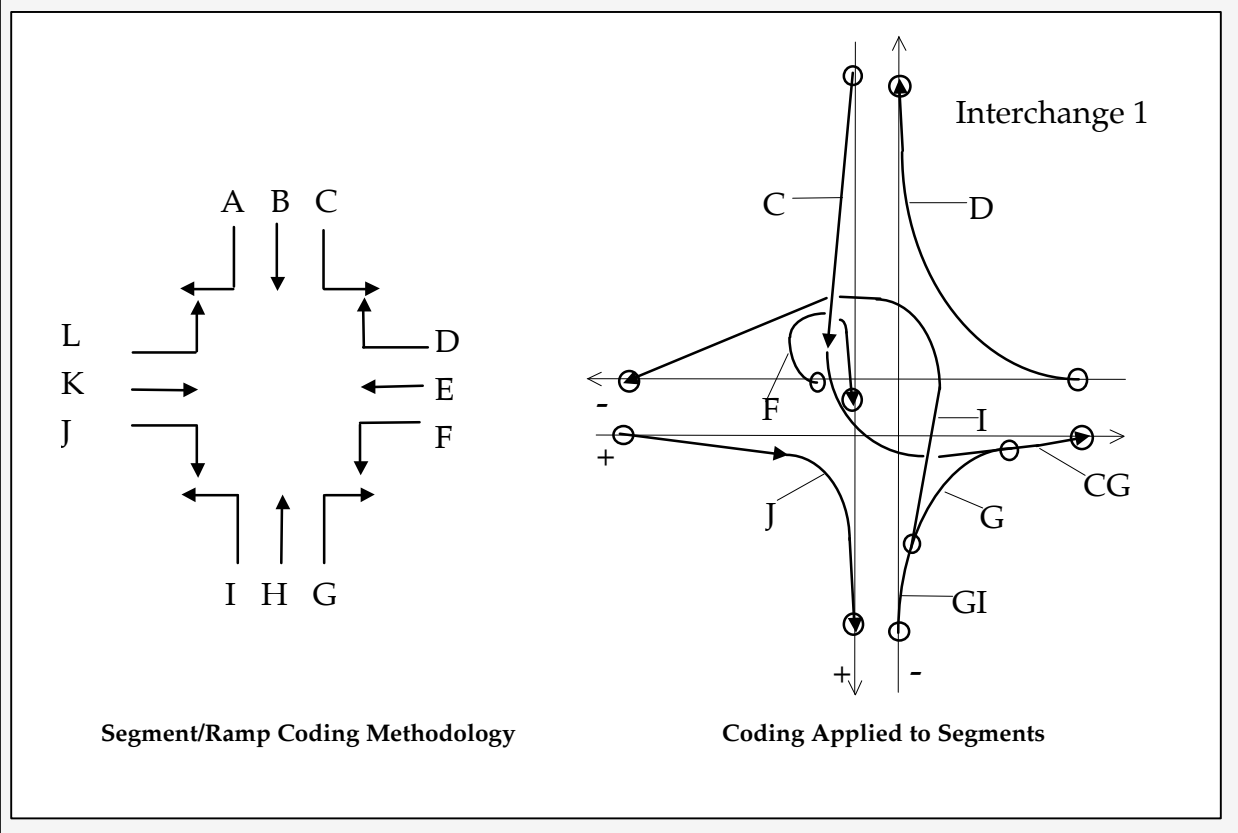 Interchange 1
A B C
L
K
J
D
E
F
I H G
C
D
F
I
J
G
CG
GI
-
+
+
-
Segment/Ramp Coding Methodology
Coding Applied to Segments